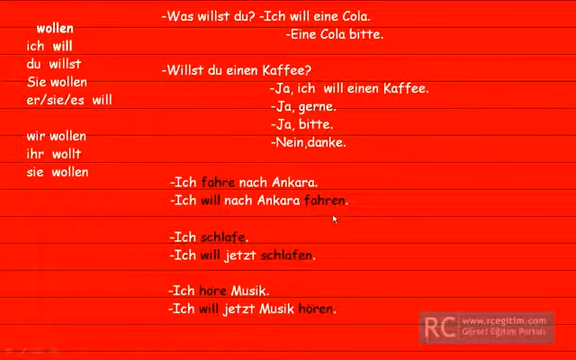 wollen
ich will
du willst
Sie wollen
er/sie/es will
wir wollen
ihr wollt
sie wollen
-Was willst du? -Ich will eine Cola.
-Eine Cola bitte.
-Willst du einen Kaffee?
-Ja, ich will einen Kaffee.
-Ja, gerne.
-Ja, bitte.
-Nein,danke.
-Ich fahre nach Ankara.
-Ich will nach Ankara fahren.
-Ich schlafe.
-Ich will jetzt schlafen.
-Ich höre Musik.
-Ich will jetzt Musik hören.
RC www.rcegitim.com
Görsel Eğitim Portalı